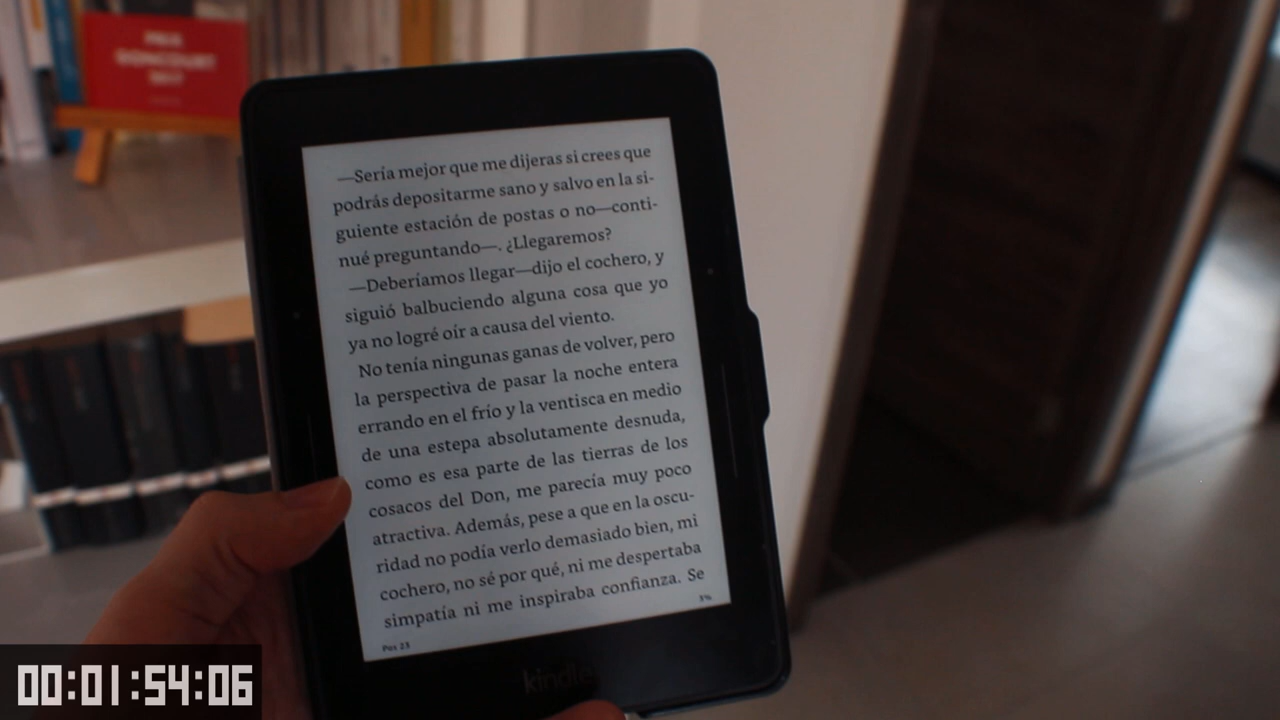 PRIX
GONCOURT
2017
—Sería mejor que me dijeras si crees que
podrás depositarme sano y salvo en la si-
guiente estación de postas o no—conti-
nué preguntando—. ¿Llegaremos?
—Deberíamos llegar—dijo el cochero, y
siguió balbuciendo alguna cosa que yo
ya no logré oír a causa del viento.
No tenía ningunas ganas de volver, pero
la perspectiva de pasar la noche entera
errando en el frío y la ventisca en medio
de una estepa absolutamente desnuda,
como es esa parte de las tierras de los
cosacos del Don, me parecía muy poco
atractiva. Además, pese a que en la oscu-
ridad no podía verlo demasiado bien, mi
cochero, no sé por qué, ni me despertaba
simpatía ni me inspiraba confianza. Se
Pos 23
3%
kindle
00:01:54:06